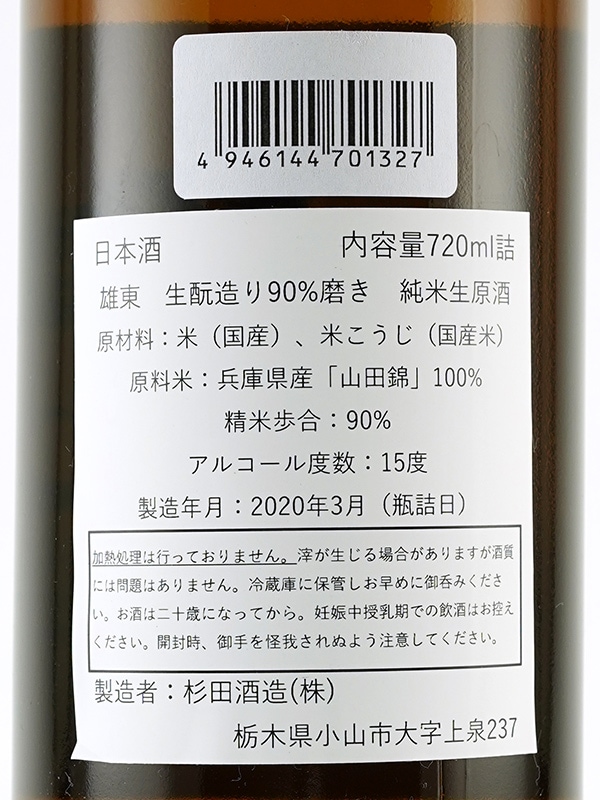 4 946144 701327
日本酒 内容量720ml詰
雄東 生酛造り90%磨き 純米生原酒
原材料：米（国産）、米こうじ（国産米）
原料米：兵庫県産「山田錦」100%
精米歩合：90%
アルコール度数：15度
製造年月：2020年3月（瓶詰日）
加熱処理は行っておりません。滓が生じる場合がありますが酒質
には問題はありません。冷蔵庫に保管しお早めに御呑みくださ
い。お酒は二十歳になってから。妊娠中授乳期での飲酒はお控え
ください。開封時、御手を怪我されぬよう注意してください。
製造者：杉田酒造(株)
栃木県小山市大字上泉237